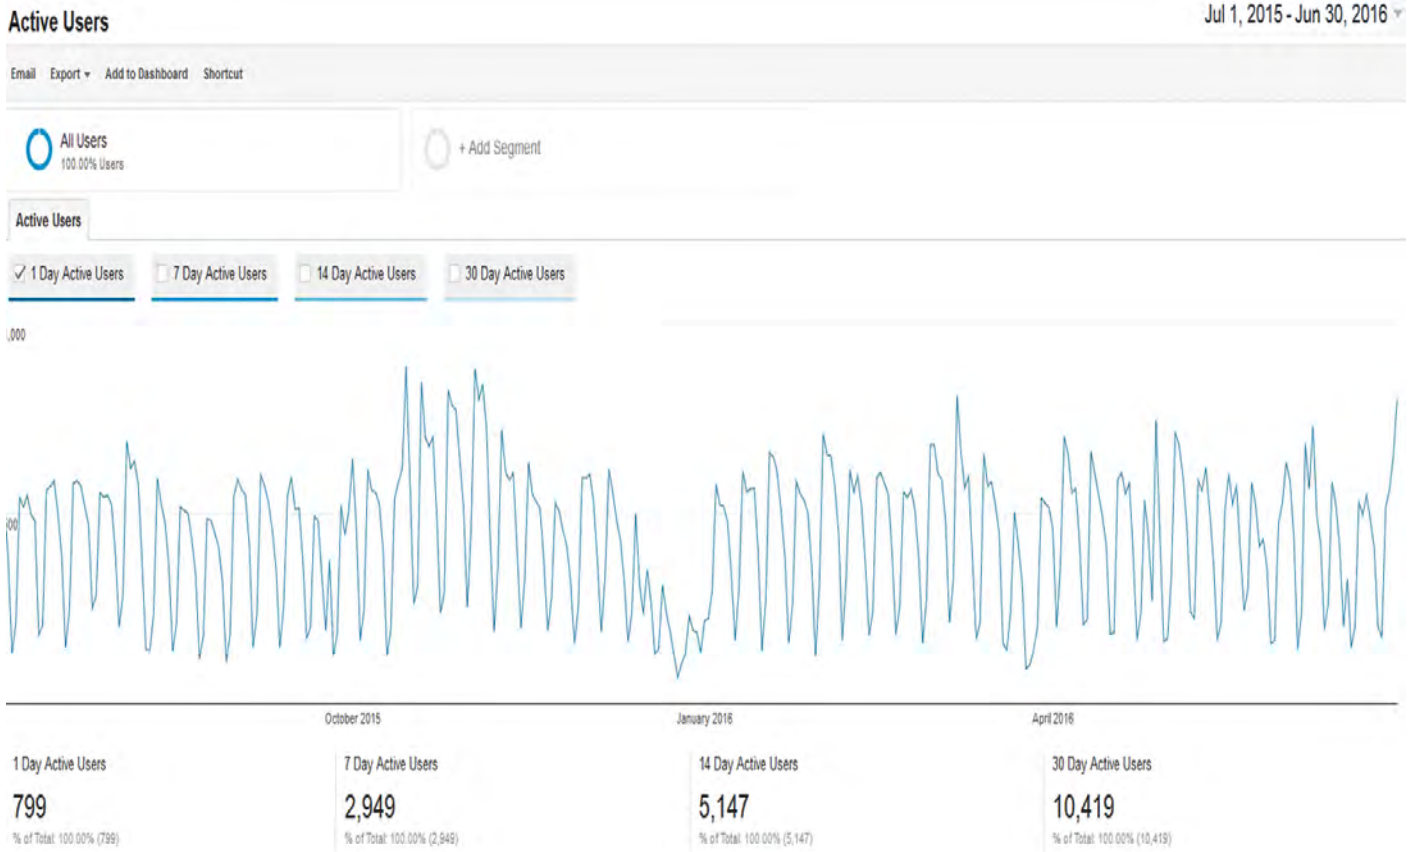 Active Users
Jul 1, 2015 - Jun 30, 2016
Email Export Add to Dashboard Shortcut
All Users
100.00% Users
+ Add Segment
Active Users
1 Day Active Users 7 Day Active Users 14 Day Active Users 30 Day Active Users
,000
00
October 2015 January 2016 April 2016
1 Day Active Users 7 Day Active Users 14 Day Active Users 30 Day Active Users
799 2,949 5,147 10,419
% of Total: 100.00% (799) % of Total: 100.00% (2,949) % of Total: 100.00% (5,147) % of Total: 100.00% (10,419)